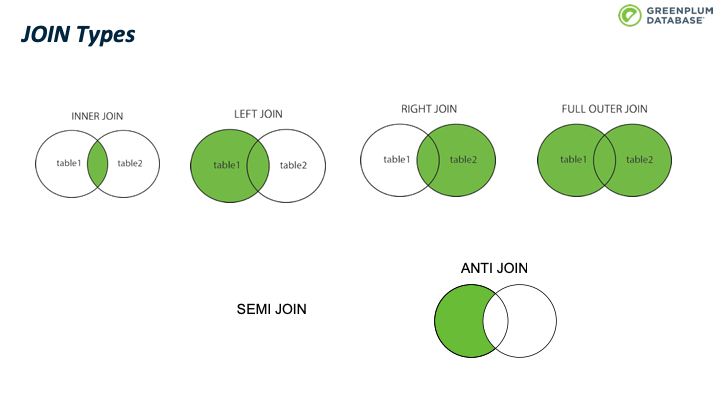 JOIN Types
GREENPLUM
DATABASE
INNER JOIN
LEFT JOIN
RIGHT JOIN
FULL OUTER JOIN
table1
table2
table1
table2
table1
table2
table1
table2
ANTI JOIN
SEMI JOIN